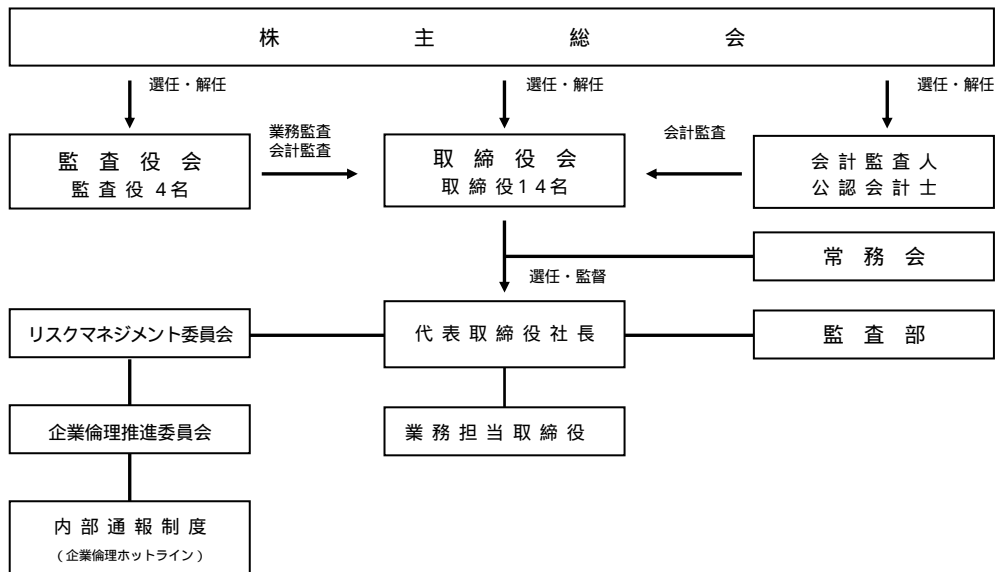 株主総会
選任・解任
選任・解任
選任・解任
監査役会
監査役 4名
業務監査
会計監査
取締役会
取締役14名
会計監査
会計監査人
公認会計士
常務会
選任・監督
リスクマネジメント委員会
代表取締役社長
監査部
企業倫理推進委員会
業務担当取締役
内部通報制度
(企業倫理ホットライン)